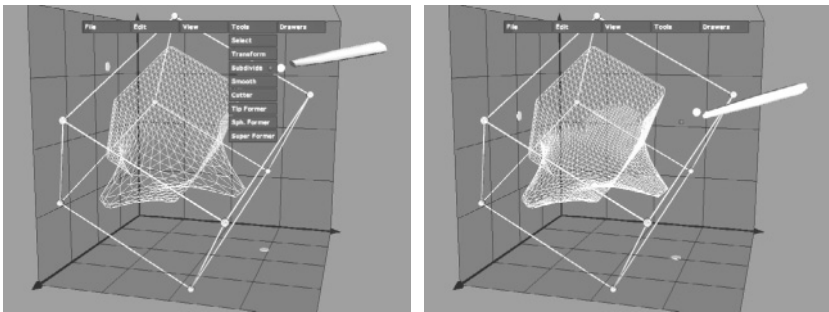 File Edit View Tools Drawers
Select
Transform
Subdivide
Smooth
Cutter
Tip Former
Sph. Former
Super Former
File Edit View Tools Drawers